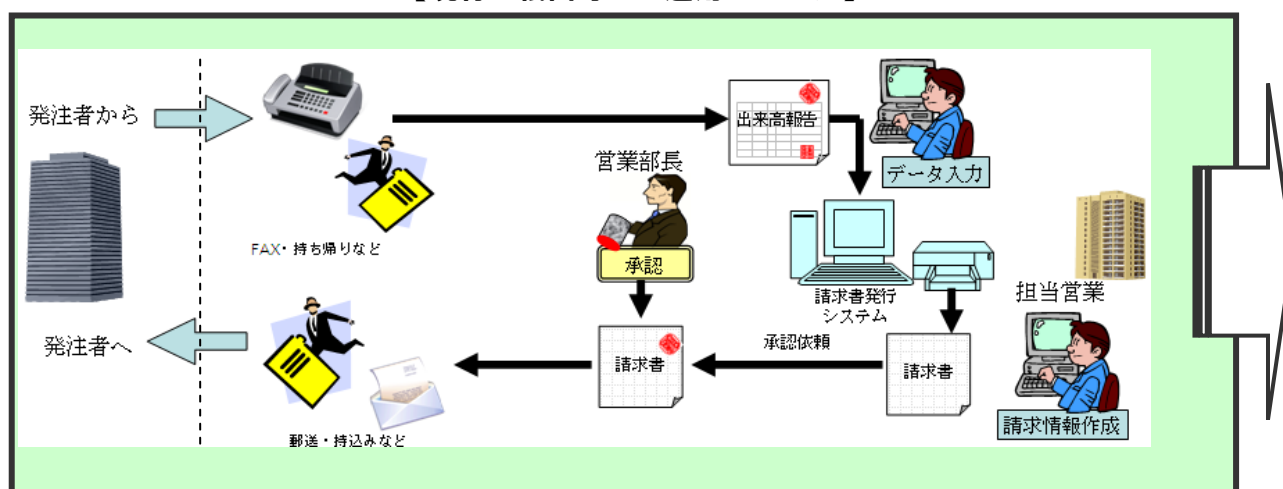 発注者から
FAX・持ち帰りなど
出来高報告
データ入力
営業部長
承認
請求書発行
システム
担当営業
発注者へ
請求書
承認依頼
請求書
請求情報作成
郵送・持込みなど